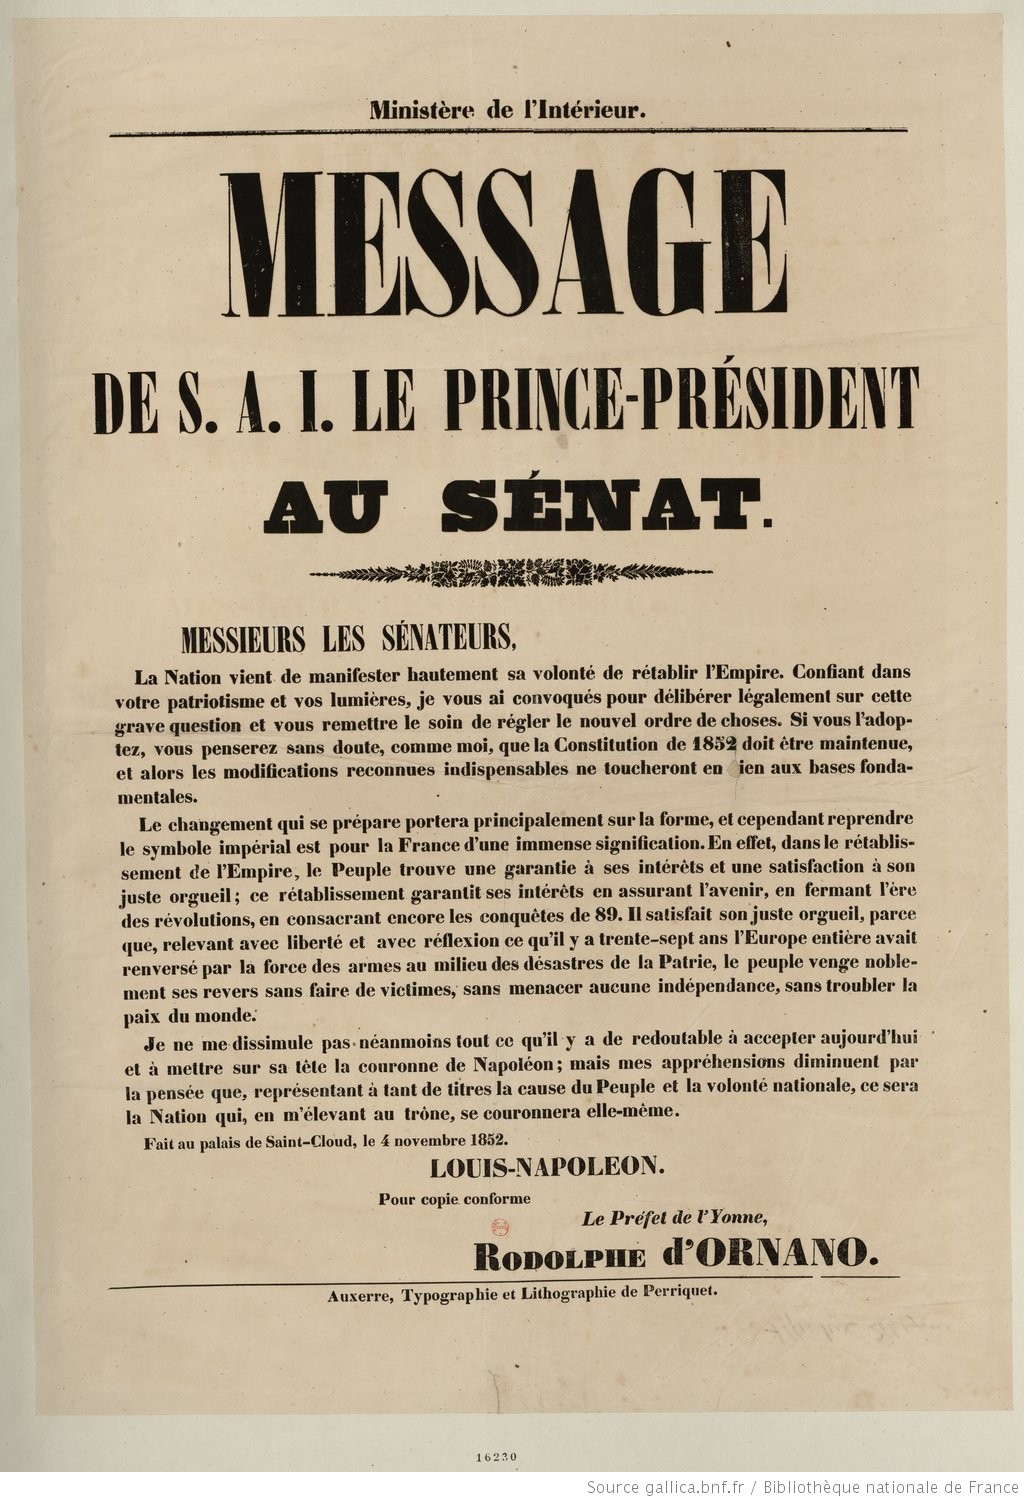 Ministère de l'Intérieur.
MESSAGE
DE S. A. I. LE PRINCE-PRÉSIDENT
AU SÉNAT.
MESSIEURS LES SÉNATEURS,
La Nation vient de manifester hautement sa volonté de rétablir l'Empire. Confiant dans
votre patriotisme et vos lumières, je vous ai convoqués pour délibérer légalement sur cette
grave question et vous remettre le soin de régler le nouvel ordre de choses. Si vous l'adop-
tez, vous penserez sans doute, comme moi, que la Constitution de 1852 doit être maintenue,
et alors les modifications reconnues indispensables ne toucheront en ien aux bases fonda-
mentales.
Le changement qui se prépare portera principalement sur la forme, et cependant reprendre
le symbole impérial est pour la France d'une immense signification. En effet, dans le rétablis-
sement de l'Empire, le Peuple trouve une garantie à ses intérêts et une satisfaction à son
juste orgueil; ce rétablissement garantit ses intérêts en assurant l'avenir, en fermant l'ère
des révolutions, en consacrant encore les conquêtes de 89. Il satisfait son juste orgueil, parce
que, relevant avec liberté et avec réflexion ce qu'il y a trente-sept ans l'Europe entière avait
renversé par la force des armes au milieu des désastres de la Patrie, le peuple venge noble-
ment ses revers sans faire de victimes, sans menacer aucune indépendance, sans troubler la
paix du monde.
Je ne me dissimule pas néanmoins tout ce qu'il y a de redoutable à accepter aujourd'hui
et à mettre sur sa tête la couronne de Napoléon; mais mes appréhensions diminuent par
la pensée que, représentant à tant de titres la cause du Peuple et la volonté nationale, ce sera
la Nation qui, en m'élevant au trône, se couronnera elle-même.
Fait au palais de Saint-Cloud, le 4 novembre 1852.
LOUIS-NAPOLEON.
Pour copie conforme
Le Préfet de l'Yonne,
RODOLPHE d'ORNANO.
Auxerre, Typographie et Lithographie de Perriquet.
16230
Source gallica.bnf.fr / Bibliothèque nationale de France